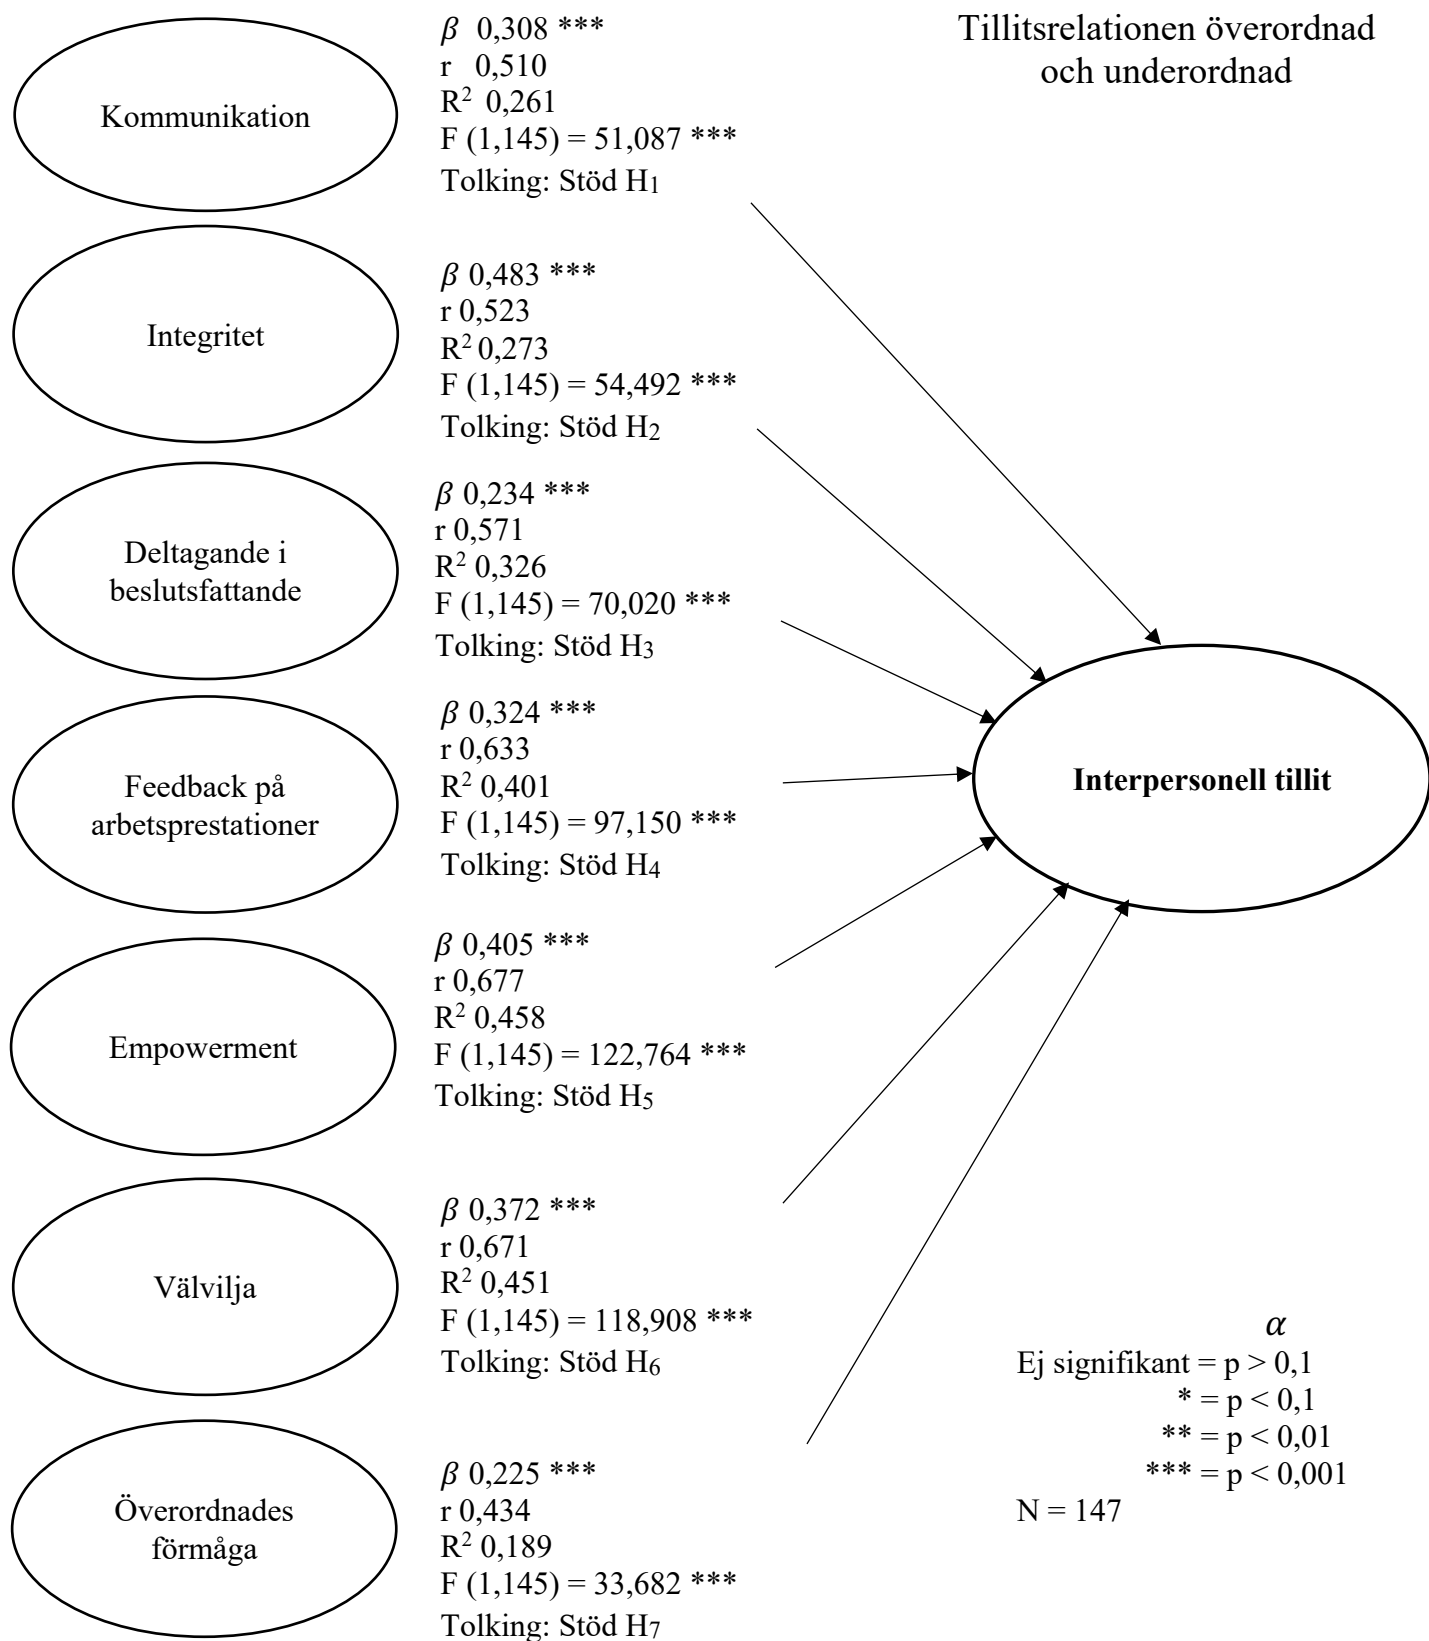 Tillitsrelationen överordnad
och underordnad
Kommunikation
β 0,308 ***
r 0,510
R² 0,261
F (1,145) = 51,087 ***
Tolking: Stöd H₁
Integritet
β 0,483 ***
r 0,523
R² 0,273
F (1,145) = 54,492 ***
Tolking: Stöd H₂
Deltagande i
beslutsfattande
β 0,234 ***
r 0,571
R² 0,326
F (1,145) = 70,020 ***
Tolking: Stöd H₃
Feedback på
arbetsprestationer
β 0,324 ***
r 0,633
R² 0,401
F (1,145) = 97,150 ***
Tolking: Stöd H₄
Empowerment
β 0,405 ***
r 0,677
R² 0,458
F (1,145) = 122,764 ***
Tolking: Stöd H₅
Välvilja
β 0,372 ***
r 0,671
R² 0,451
F (1,145) = 118,908 ***
Tolking: Stöd H₆
Överordnades
förmåga
β 0,225 ***
r 0,434
R² 0,189
F (1,145) = 33,682 ***
Tolking: Stöd H₇
Interpersonell tillit
α
Ej signifikant = p > 0,1
* = p < 0,1
** = p < 0,01
*** = p < 0,001
N = 147